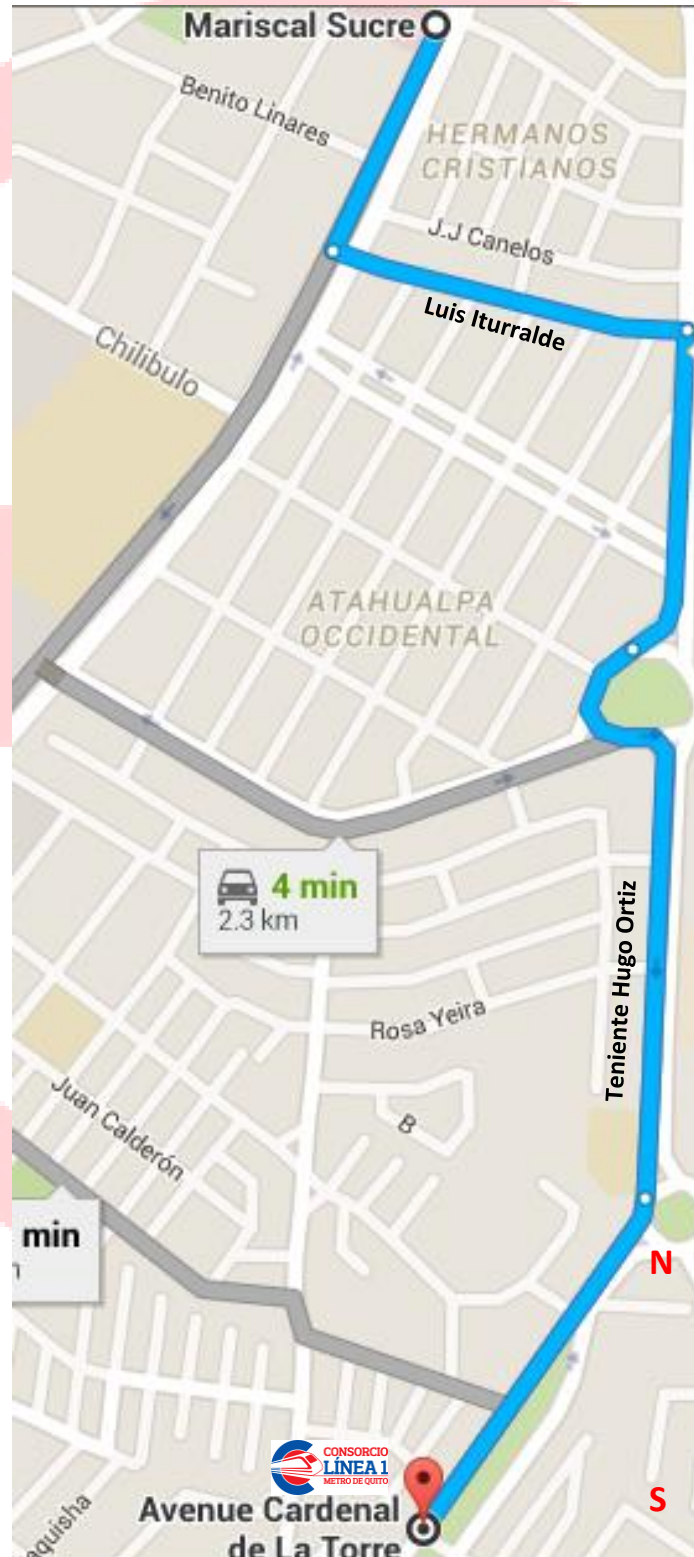 Mariscal Sucre
Benito Linares
HERMANOS
CRISTIANOS
J.J Canelos
Luis Iturralde
Chilibulo
ATAHUALPA
OCCIDENTAL
4 min
2.3 km
Teniente Hugo Ortiz
Rosa Yeira
Juan Calderón
B
min
N
CONSORCIO
LÍNEA 1
METRO DE QUITO
S
Avenue Cardenal
de La Torre